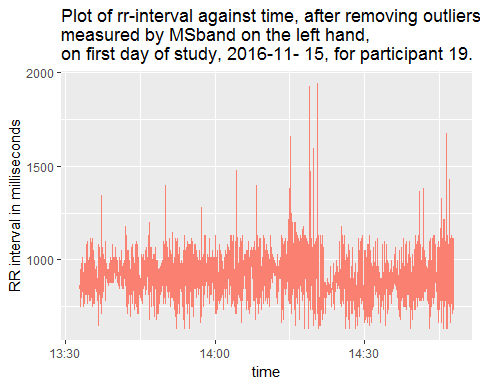 Plot of rr-interval against time, after removing outliers
measured by MSband on the left hand,
on first day of study, 2016-11- 15, for participant 19.
RR interval in milliseconds
2000
1500
1000
13:30
14:00
14:30
time